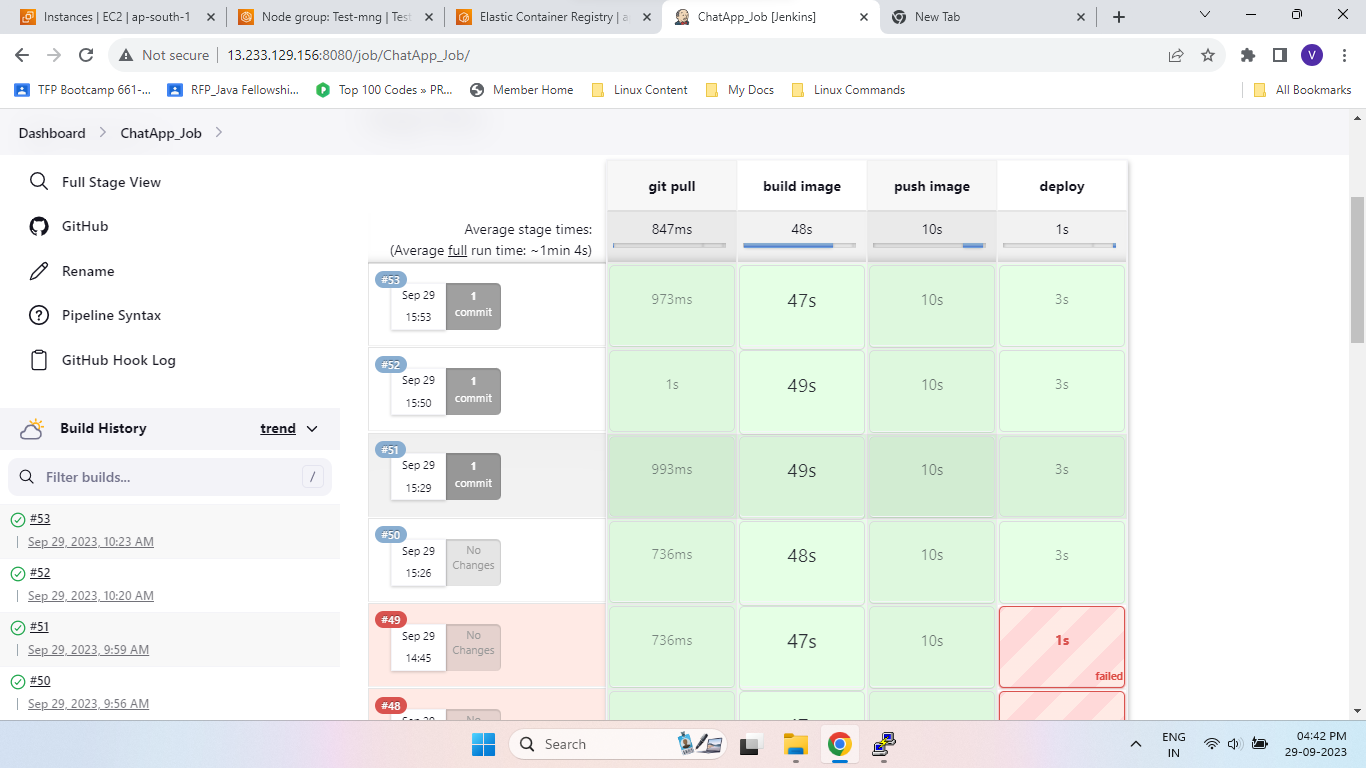 Instances | EC2 | ap-south-1
Node group: Test-mng | Test
Elastic Container Registry | a
ChatApp_Job [Jenkins]
New Tab
Not secure
13.233.129.156:8080/job/ChatApp_Job/
V
TFP Bootcamp 661-...
RFP_Java Fellowshi...
Top 100 Codes » PR...
Member Home
Linux Content
My Docs
Linux Commands
All Bookmarks
Dashboard
ChatApp_Job
Full Stage View
GitHub
Rename
Pipeline Syntax
GitHub Hook Log
Build History
trend
Filter builds...
/
#53
Sep 29, 2023, 10:23 AM
#52
Sep 29, 2023, 10:20 AM
#51
Sep 29, 2023, 9:59 AM
#50
Sep 29, 2023, 9:56 AM
git pull
build image
push image
deploy
Average stage times:
(Average full run time: ~1min 4s)
847ms
48s
10s
1s
#53
Sep 29
15:53
1
commit
973ms
47s
10s
3s
#52
Sep 29
15:50
1
commit
1s
49s
10s
3s
#51
Sep 29
15:29
1
commit
993ms
49s
10s
3s
#50
Sep 29
15:26
No
Changes
736ms
48s
10s
3s
#49
Sep 29
14:45
No
Changes
736ms
47s
10s
1s
failed
#48
Search
ENG
IN
04:42 PM
29-09-2023